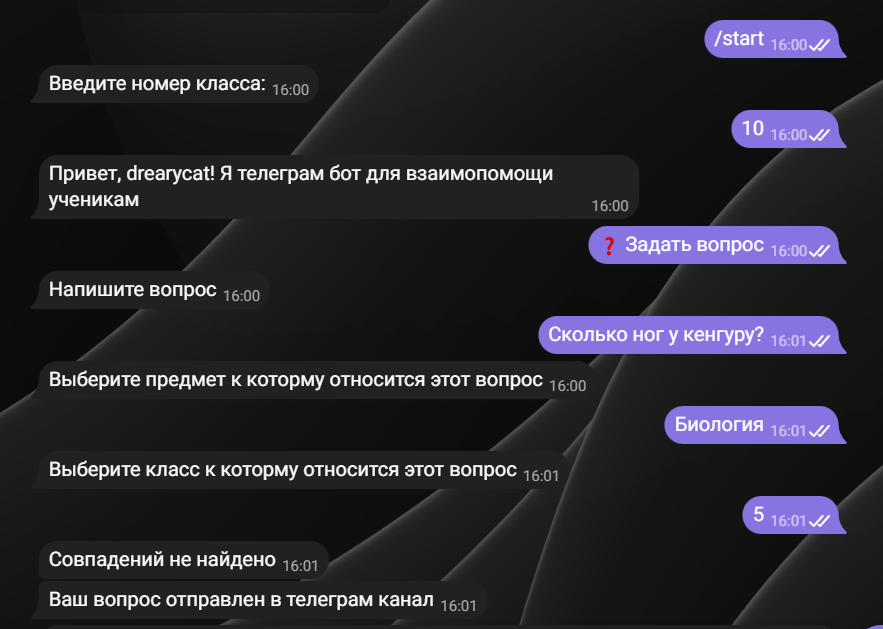 /start 16:00
Введите номер класса: 16:00
10 16:00
Привет, drearycat! Я телеграм бот для взаимопомощи
ученикам 16:00
❓ Задать вопрос 16:00
Напишите вопрос 16:00
Сколько ног у кенгуру? 16:01
Выберите предмет к которму относится этот вопрос 16:00
Биология 16:01
Выберите класс к которму относится этот вопрос 16:01
5 16:01
Совпадений не найдено 16:01
Ваш вопрос отправлен в телеграм канал 16:01